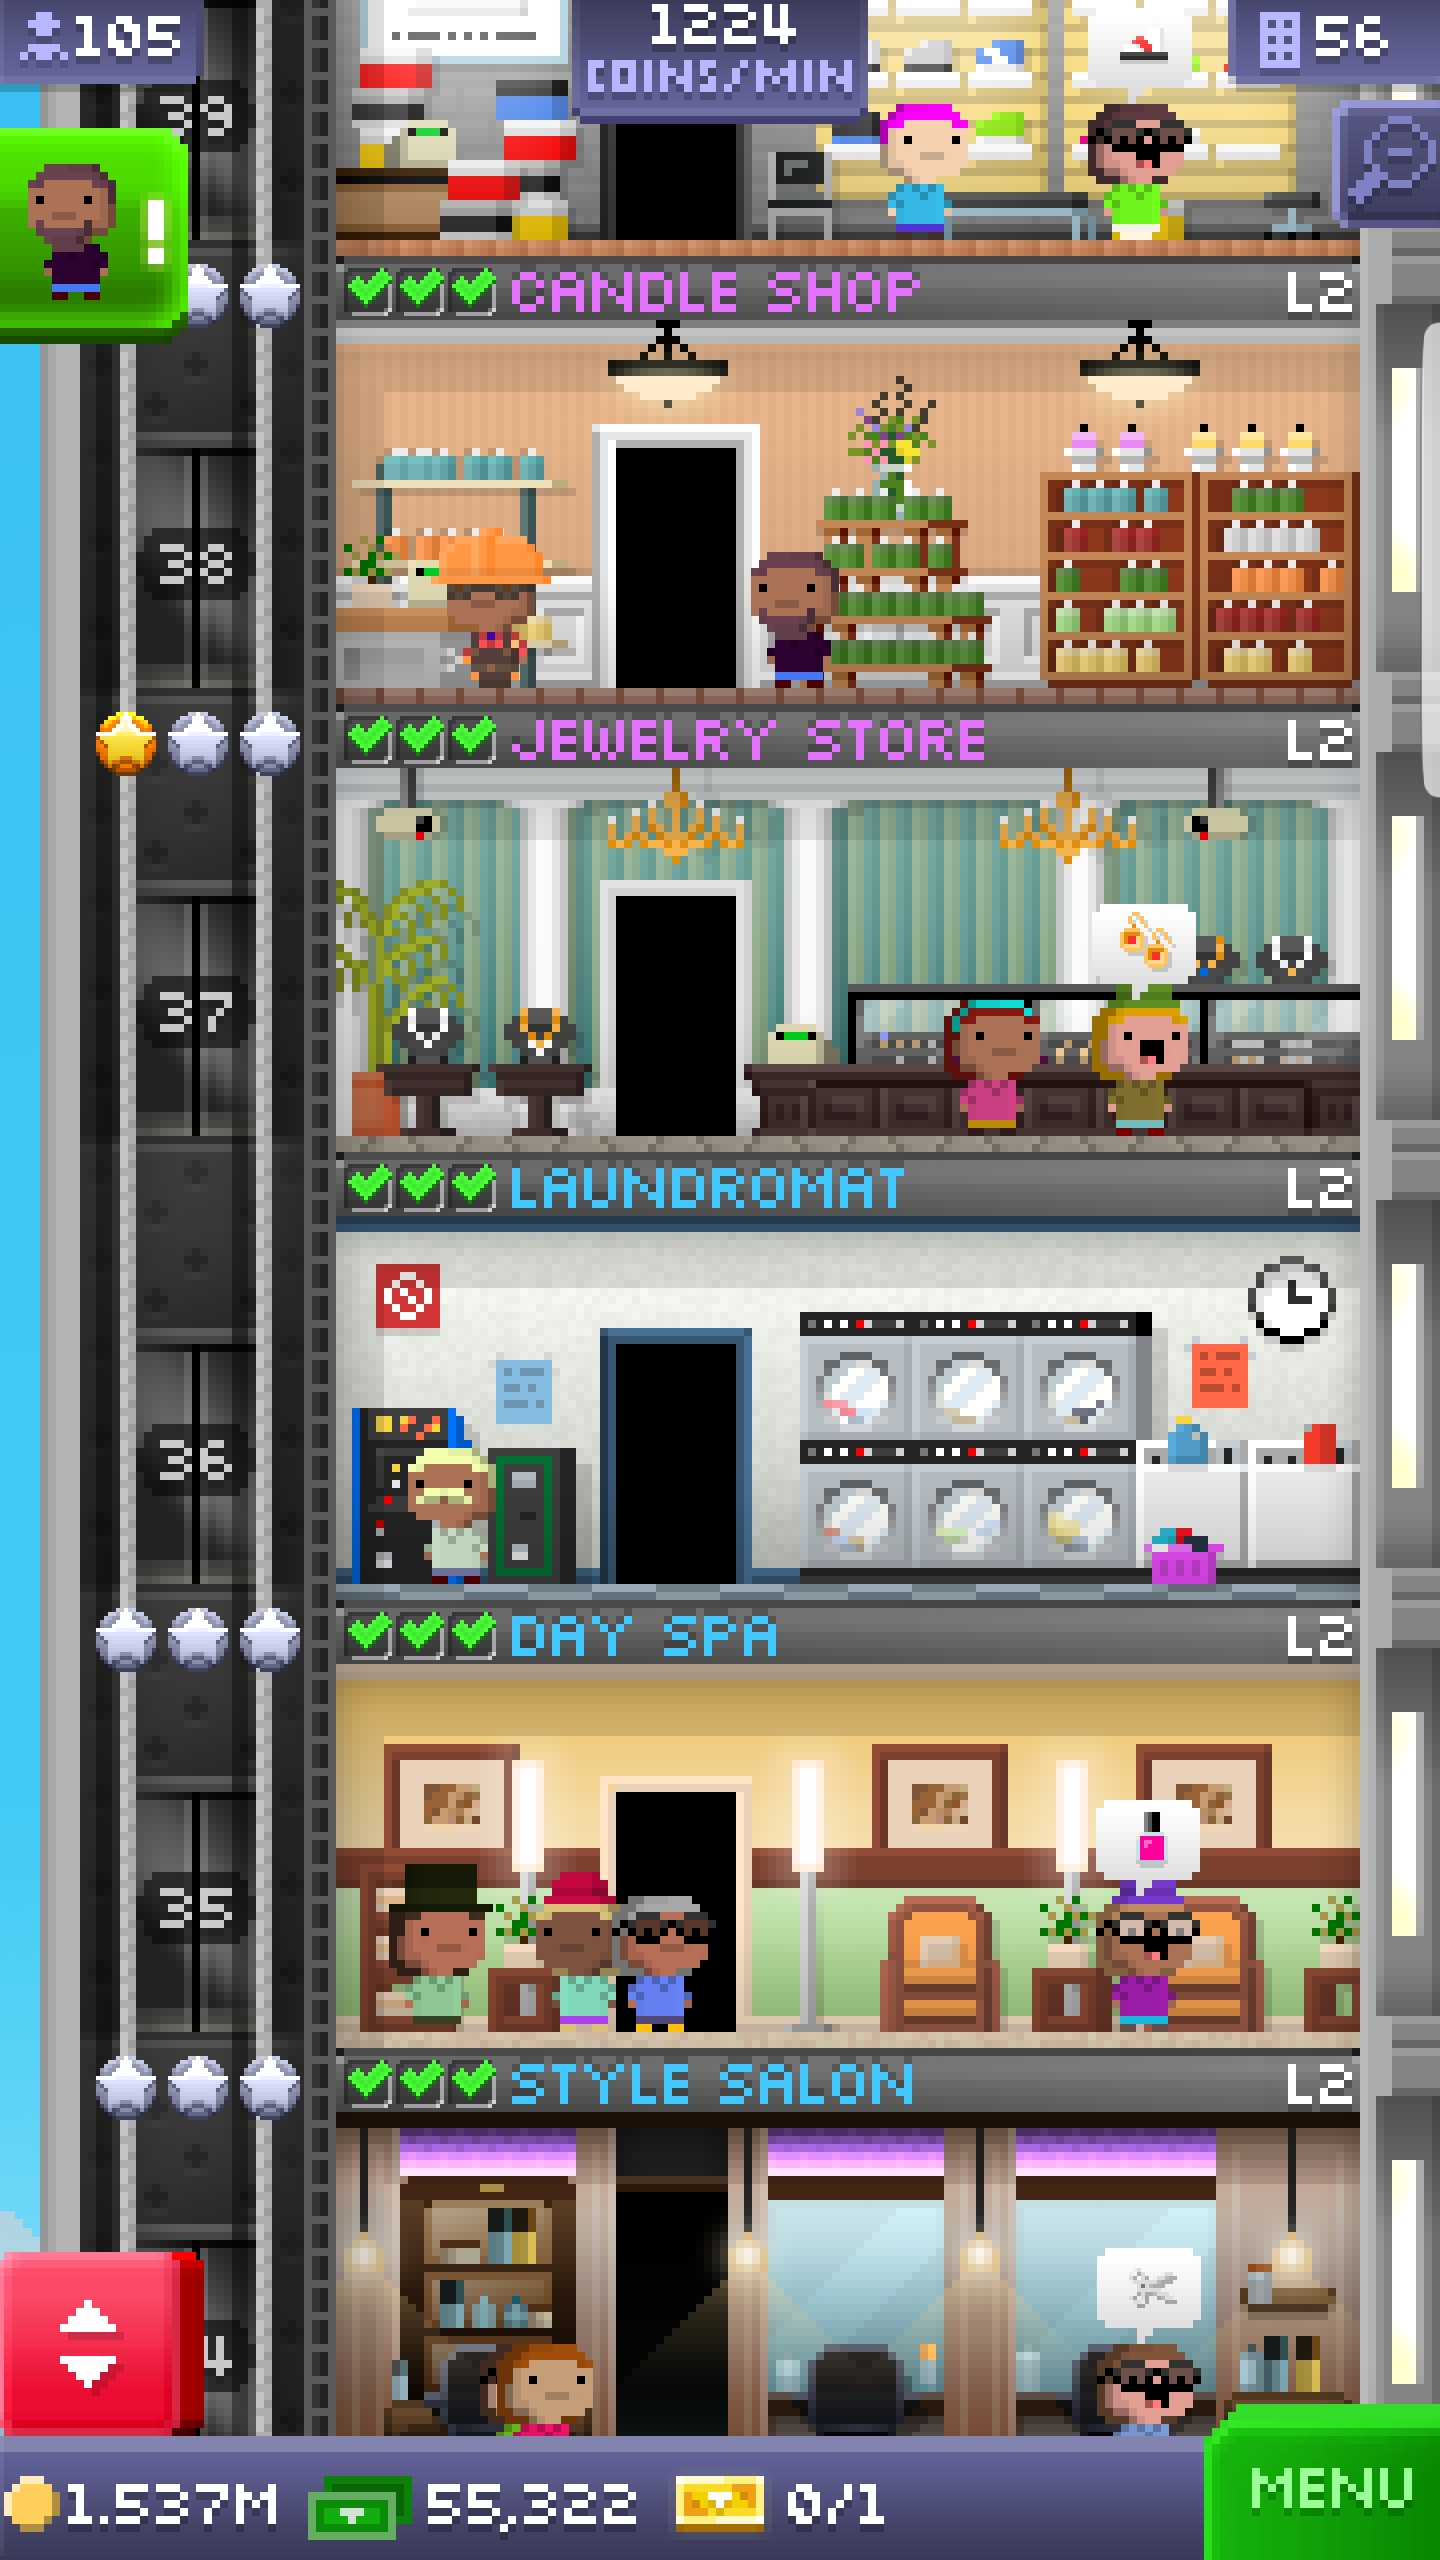 105
1224
COINS/MIN
56
39
!
CANDLE SHOP L2
38
JEWELRY STORE L2
37
LAUNDROMAT L2
36
DAY SPA L2
35
STYLE SALON L2
4
1.537M 55,322 0/1
MENU